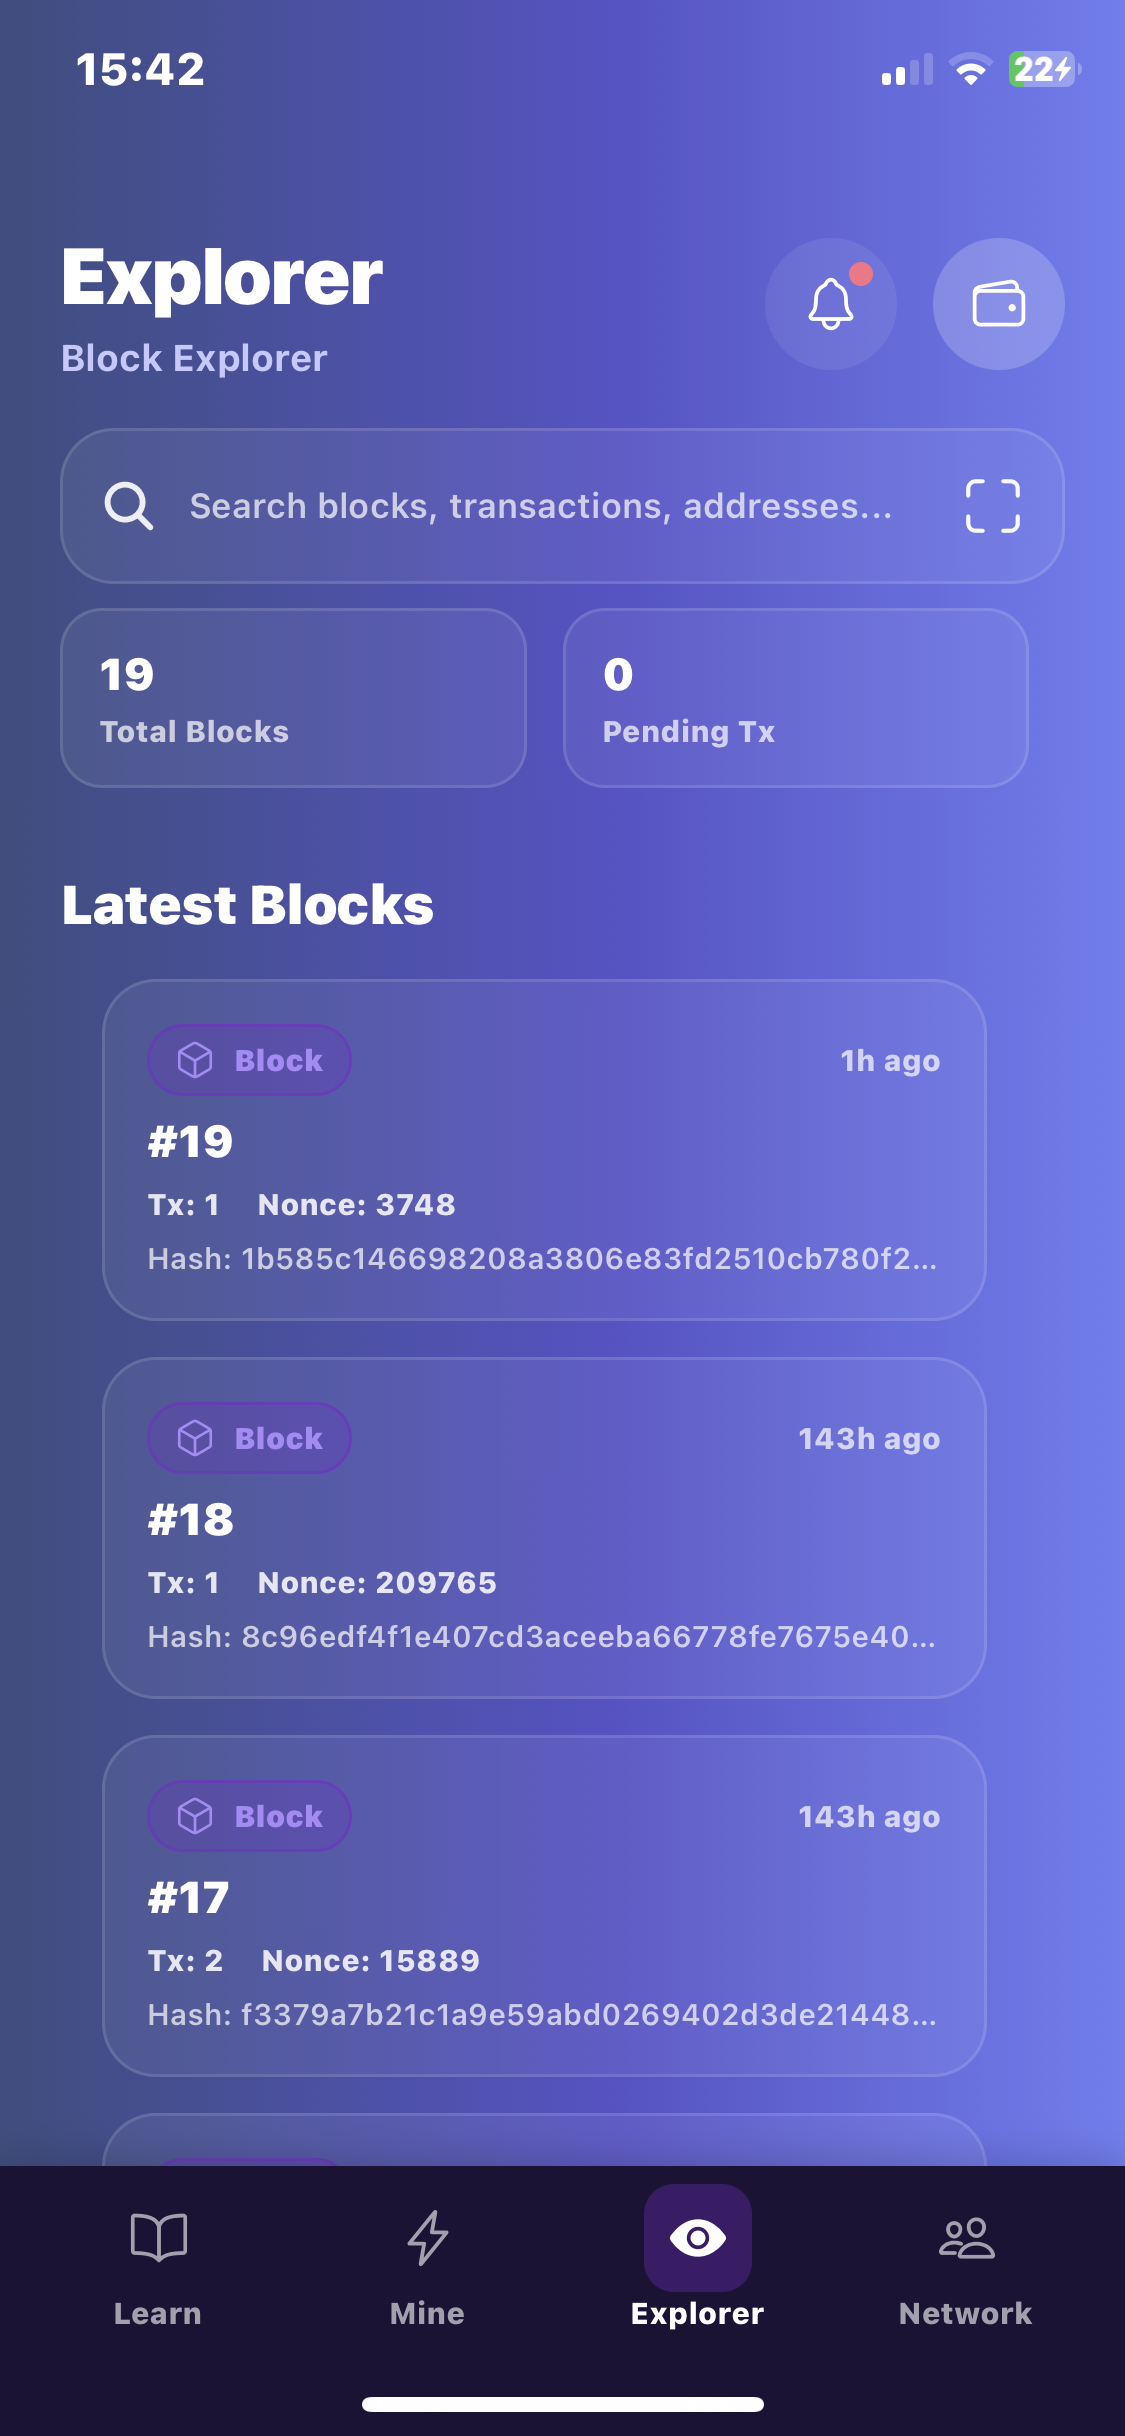 15:42
22
Explorer
Block Explorer
Search blocks, transactions, addresses...
19
Total Blocks
0
Pending Tx
Latest Blocks
Block
1h ago
#19
Tx: 1 Nonce: 3748
Hash: 1b585c146698208a3806e83fd2510cb780f2...
Block
143h ago
#18
Tx: 1 Nonce: 209765
Hash: 8c96edf4f1e407cd3aceeba66778fe7675e40...
Block
143h ago
#17
Tx: 2 Nonce: 15889
Hash: f3379a7b21c1a9e59abd0269402d3de21448...
Learn
Mine
Explorer
Network